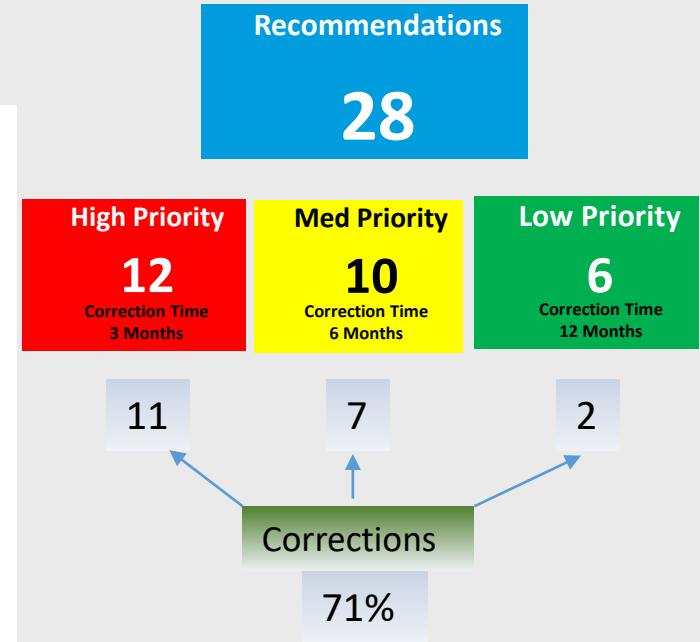 Recommendations
28
High Priority
12
Correction Time
3 Months
Med Priority
10
Correction Time
6 Months
Low Priority
6
Correction Time
12 Months
11
7
2
Corrections
71%